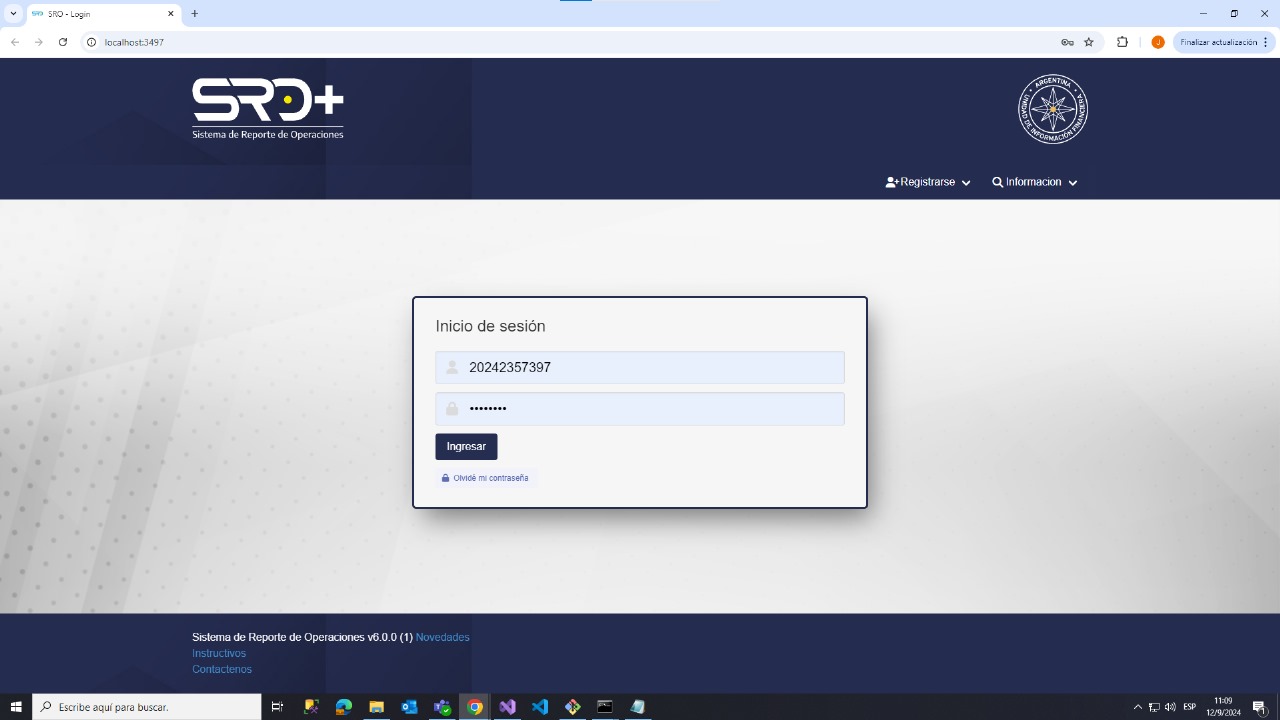 SRO - Login
localhost:3497
J
Finalizar actualización
SRO+
Sistema de Reporte de Operaciones
ARGENTINA
UNIDAD DE INFORMACIÓN FINANCIERA
Registrarse
Informacion
Inicio de sesión
20242357397
••••••••
Ingresar
Olvidé mi contraseña
Sistema de Reporte de Operaciones v6.0.0 (1) Novedades
Instructivos
Contactenos
Escribe aquí para buscar.
ESP
11:09
12/9/2024